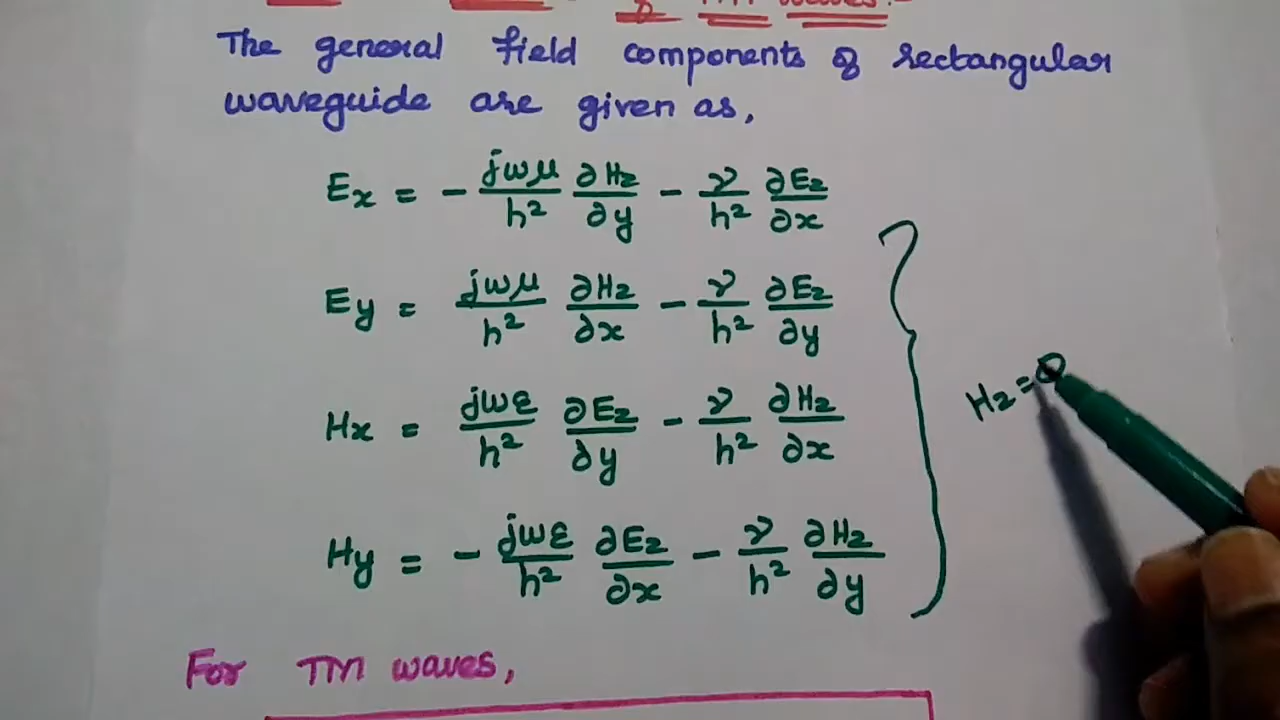 TM waves:-
The general field components of rectangular
waveguide are given as,
Ex = - jωμ/h² ∂Hz/∂y - γ/h² ∂Ez/∂x
Ey = jωμ/h² ∂Hz/∂x - γ/h² ∂Ez/∂y
Hx = jωε/h² ∂Ez/∂y - γ/h² ∂Hz/∂x
Hy = - jωε/h² ∂Ez/∂x - γ/h² ∂Hz/∂y
Hz = 0
For TM waves,